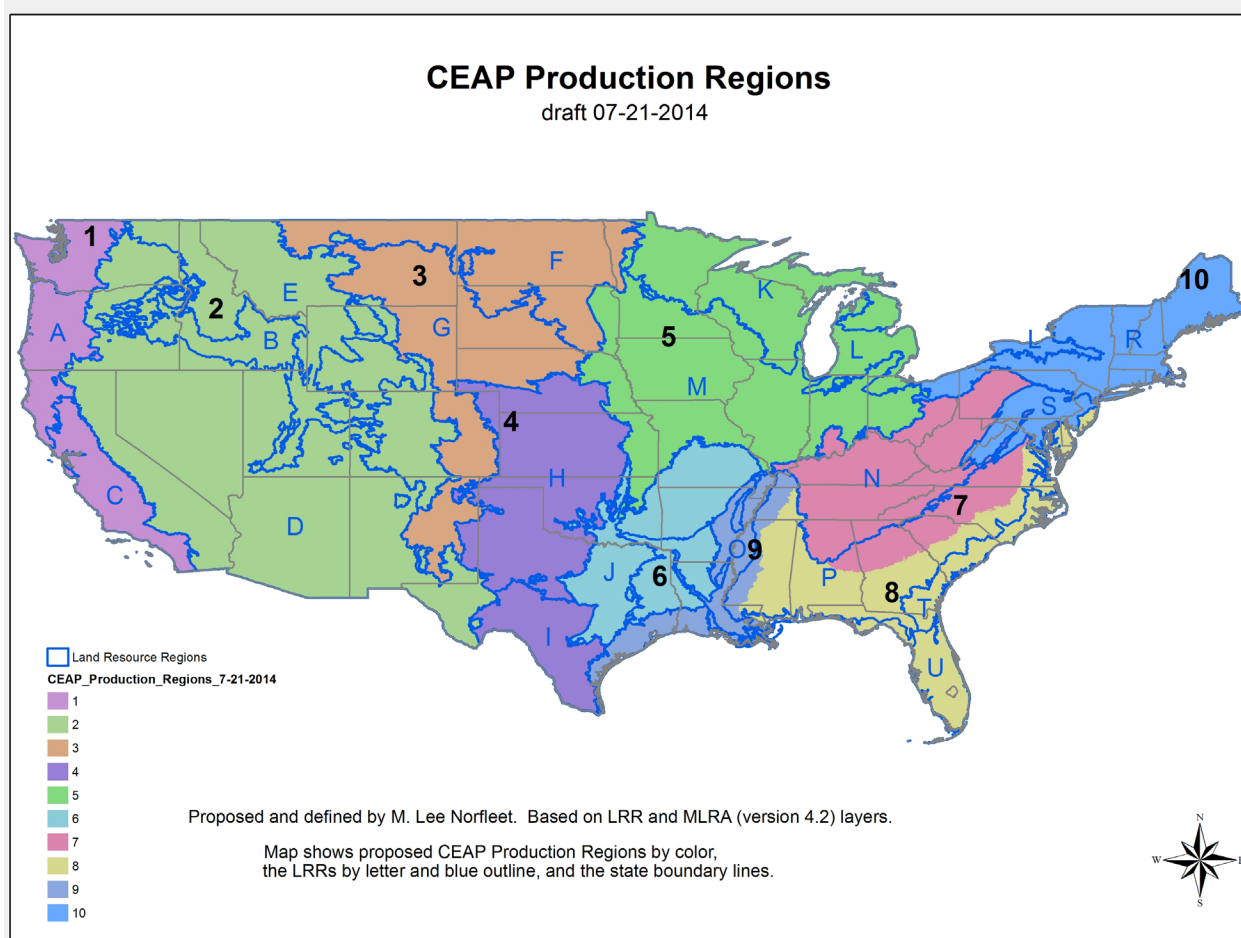 CEAP Production Regions
draft 07-21-2014
1
2
3
4
5
6
7
8
9
10
A
B
C
D
E
F
G
H
I
J
K
L
L
M
N
O
P
R
S
T
U
Land Resource Regions
CEAP_Production_Regions_7-21-2014
1
2
3
4
5
6
7
8
9
10
Proposed and defined by M. Lee Norfleet. Based on LRR and MLRA (version 4.2) layers.
Map shows proposed CEAP Production Regions by color,
the LRRs by letter and blue outline, and the state boundary lines.
N
W
E
S